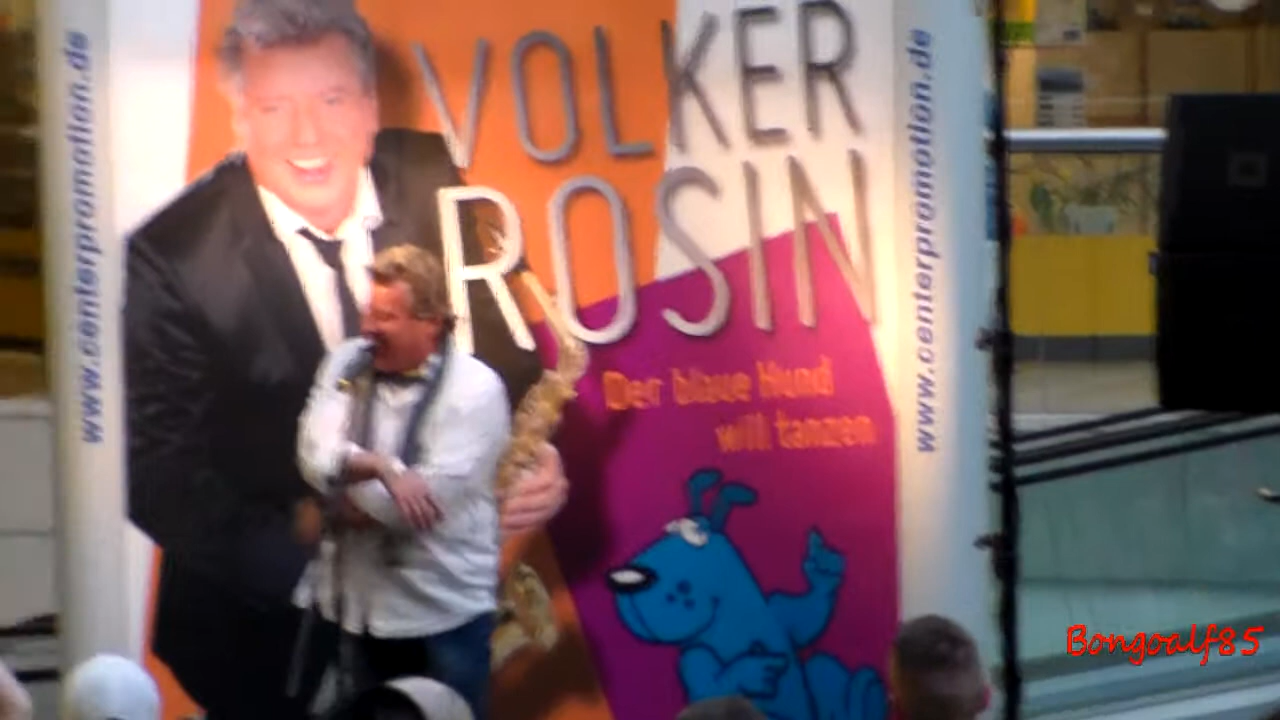 www.centerpromotion.de
VOLKER
ROSIN
Der blaue Hund
will tanzen
www.centerpromotion.de
Bongoalf85